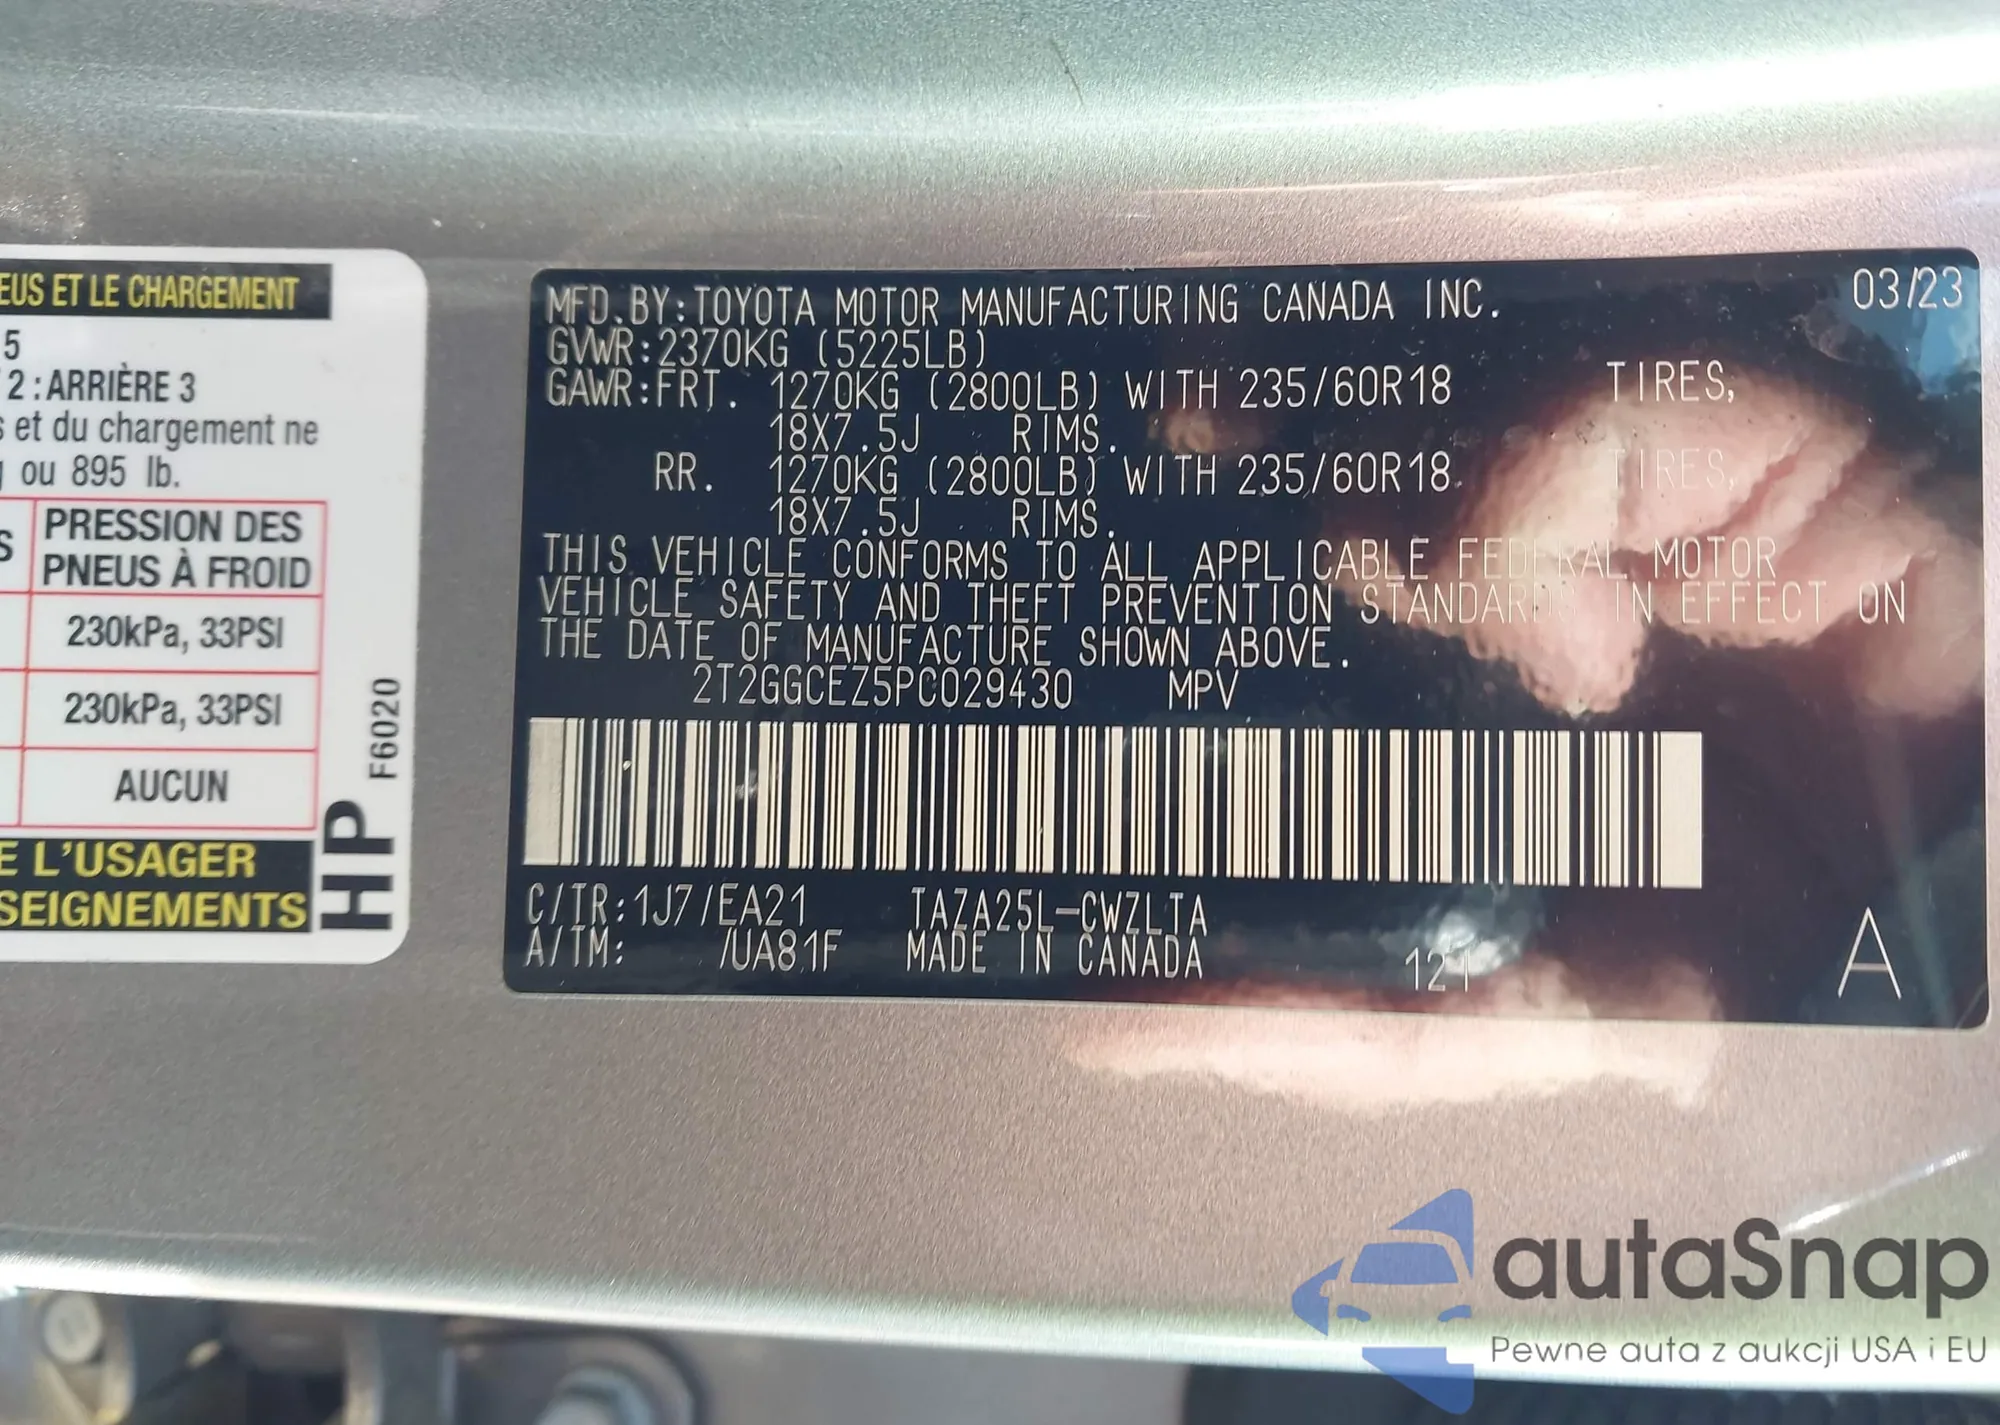 EUS ET LE CHARGEMENT
5
2 : ARRIÈRE 3
s et du chargement ne
ou 895 lb.
S
PRESSION DES
PNEUS À FROID
230kPa, 33PSI
230kPa, 33PSI
AUCUN
E L'USAGER
SEIGNEMENTS
HP
F6020
MFD.BY:TOYOTA MOTOR MANUFACTURING CANADA INC. 03/23
GVWR:2370KG (5225LB)
GAWR:FRT. 1270KG (2800LB) WITH 235/60R18 TIRES,
18X7.5J RIMS.
RR. 1270KG (2800LB) WITH 235/60R18 TIRES,
18X7.5J RIMS.
THIS VEHICLE CONFORMS TO ALL APPLICABLE FEDERAL MOTOR
VEHICLE SAFETY AND THEFT PREVENTION STANDARDS IN EFFECT ON
THE DATE OF MANUFACTURE SHOWN ABOVE.
2T2GGCEZ5PC029430 MPV
C/TR:1J7/EA21 TAZA25L-CWZLTA
A/TM: /UA81F MADE IN CANADA 121
A
autaSnap
Pewne auta z aukcji USA i EU